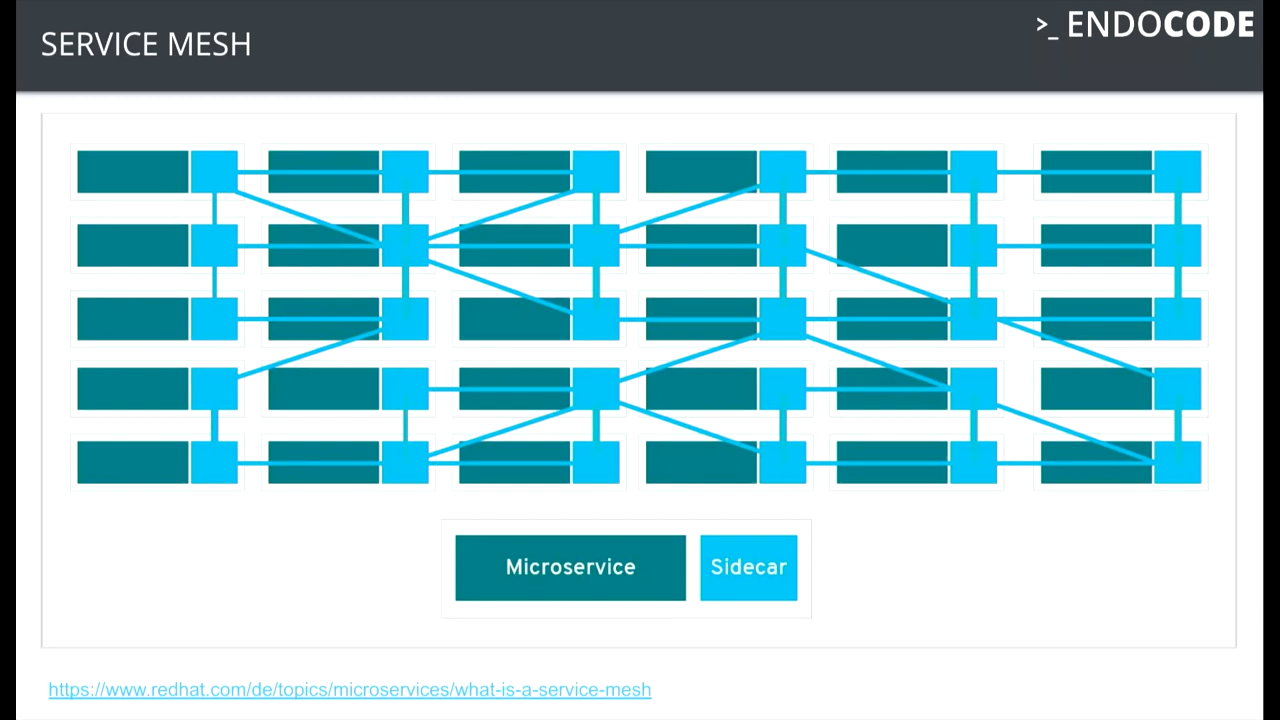 SERVICE MESH
>_ ENDOCODE
Microservice
Sidecar
https://www.redhat.com/de/topics/microservices/what-is-a-service-mesh